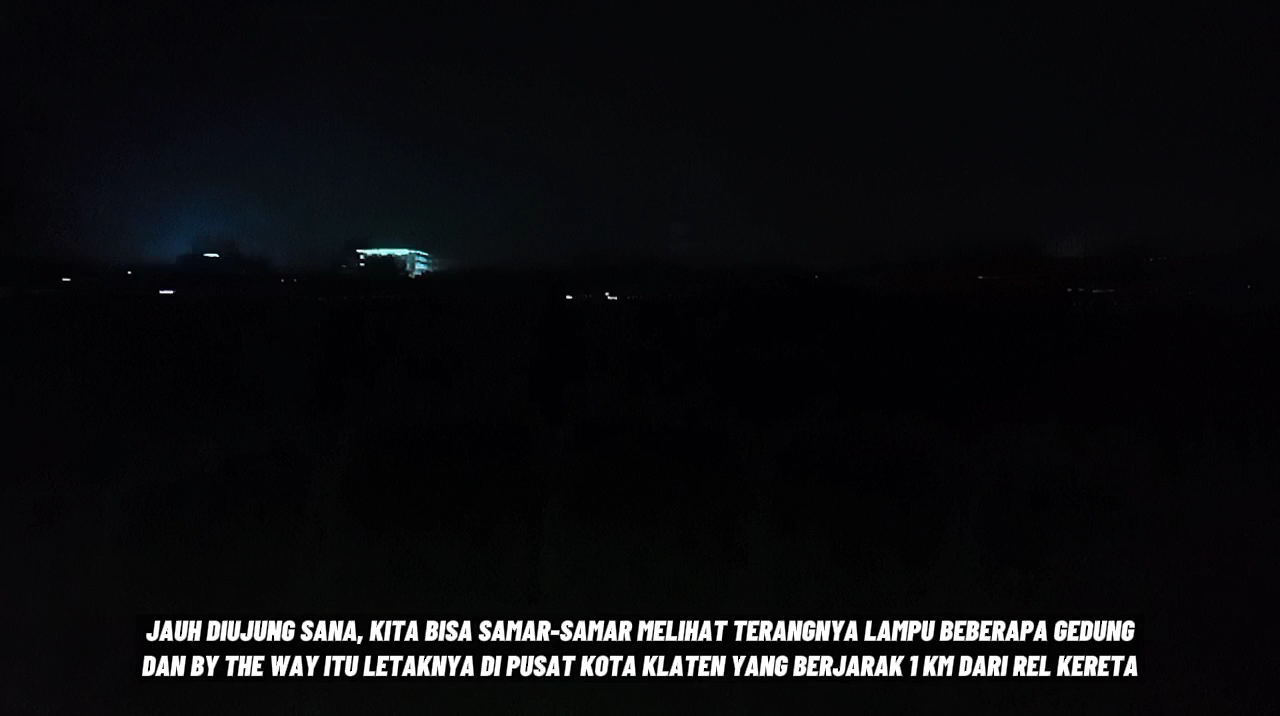 JAUH DIUJUNG SANA, KITA BISA SAMAR-SAMAR MELIHAT TERANGNYA LAMPU BEBERAPA GEDUNG
DAN BY THE WAY ITU LETAKNYA DI PUSAT KOTA KLATEN YANG BERJARAK 1 KM DARI REL KERETA